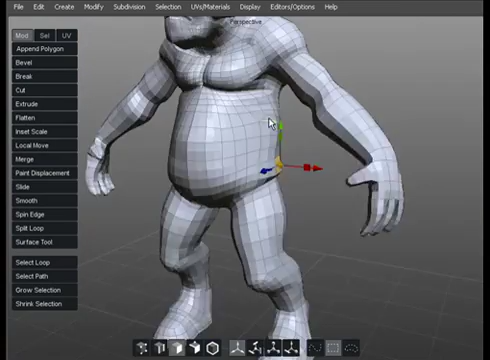 File Edit Create Modify Subdivision Selection UVs/Materials Display Editors/Options Help
Perspective
Mod Sel UV
Append Polygon
Bevel
Break
Cut
Extrude
Flatten
Inset Scale
Local Move
Merge
Paint Displacement
Slide
Smooth
Spin Edge
Split Loop
Surface Tool
Select Loop
Select Path
Grow Selection
Shrink Selection